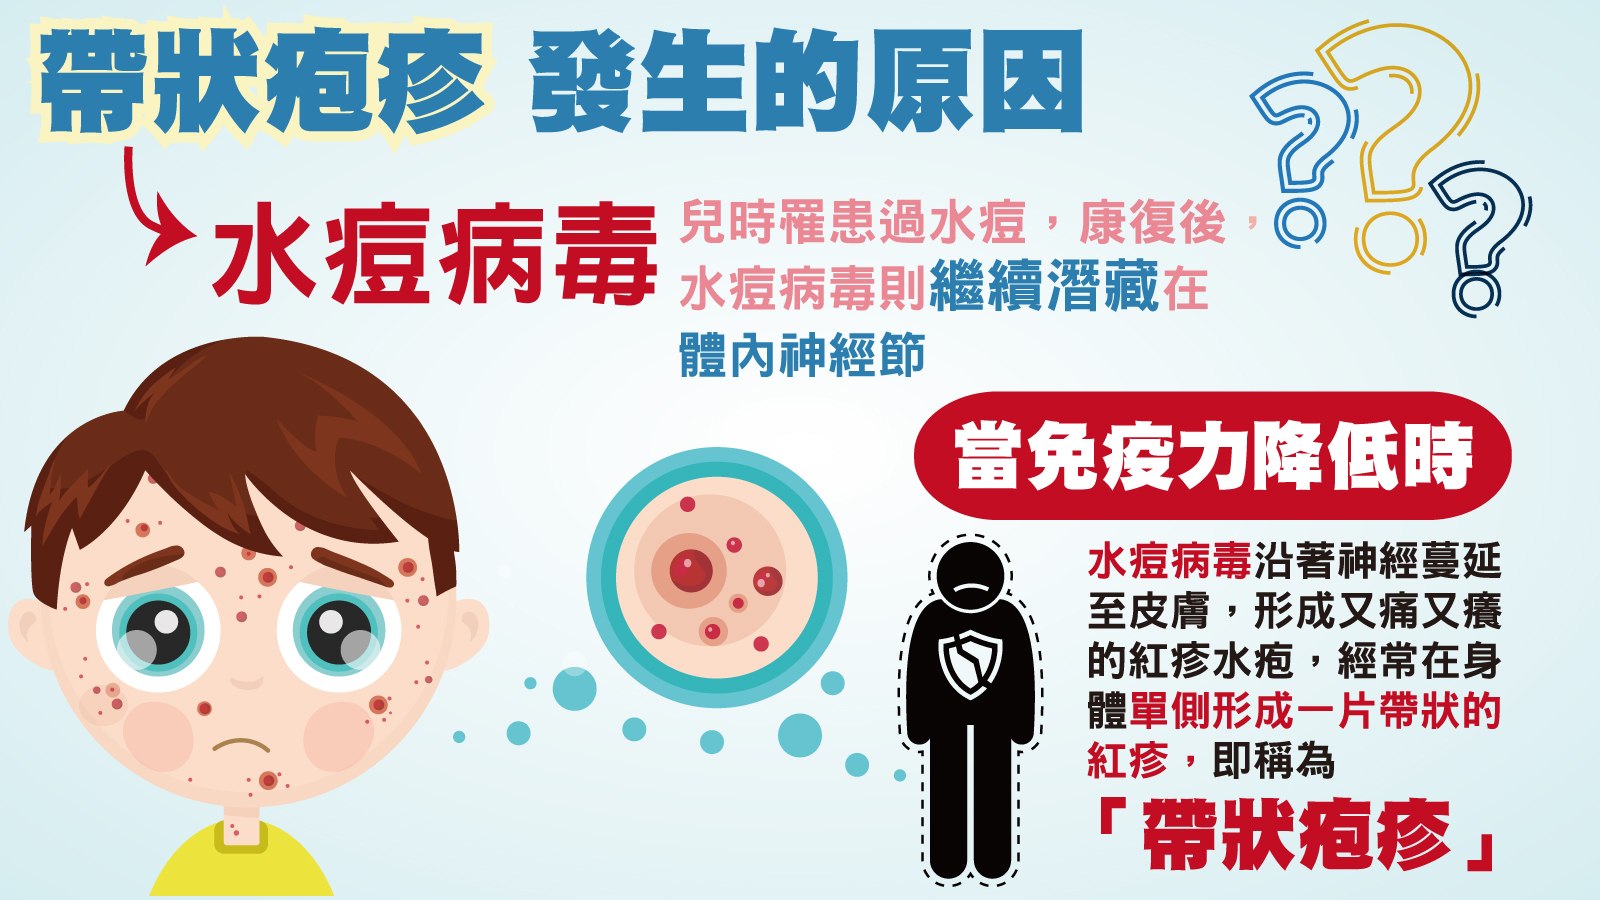 帶狀疱疹 發生的原因
水痘病毒
兒時罹患過水痘，康復後，
水痘病毒則繼續潛藏在
體內神經節
當免疫力降低時
水痘病毒沿著神經蔓延
至皮膚，形成又痛又癢
的紅疹水疱，經常在身
體單側形成一片帶狀的
紅疹，即稱為
「帶狀疱疹」